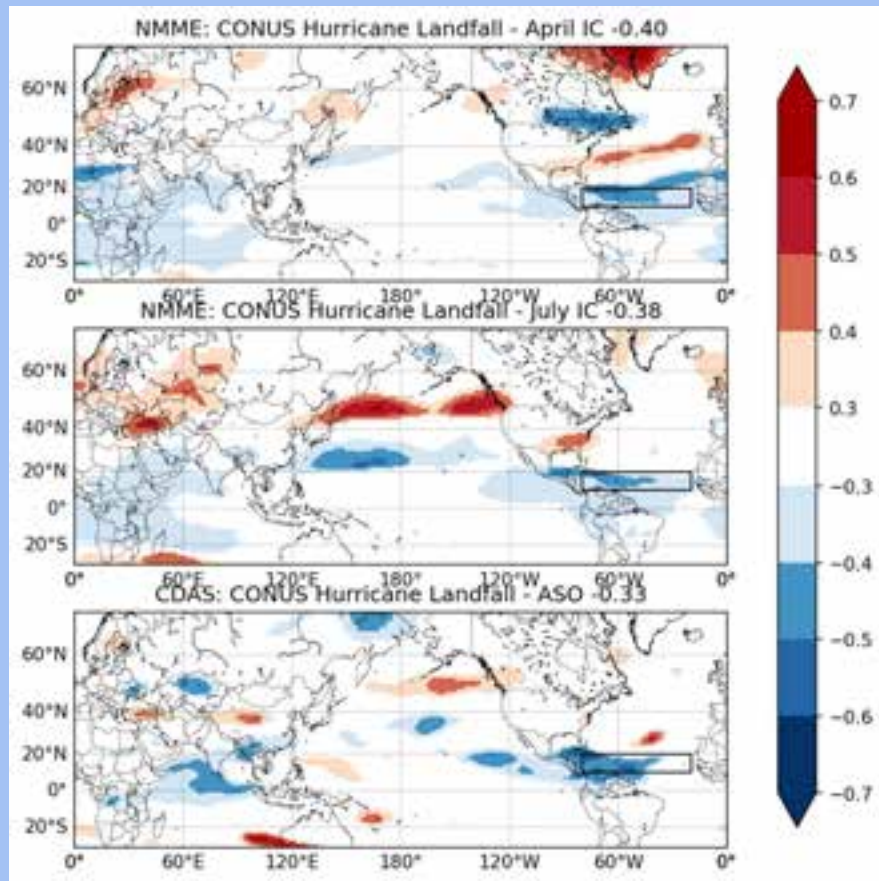 NMME: CONUS Hurricane Landfall - April IC -0.40
60°N
40°N
20°N
0°
20°S
0° 60°E 120°E 180° 120°W 60°W 0°
NMME: CONUS Hurricane Landfall - July IC -0.38
60°N
40°N
20°N
0°
20°S
0° 60°E 120°E 180° 120°W 60°W 0°
CDAS: CONUS Hurricane Landfall - ASO -0.33
60°N
40°N
20°N
0°
20°S
0° 60°E 120°E 180° 120°W 60°W 0°
0.7
0.6
0.5
0.4
0.3
−0.3
−0.4
−0.5
−0.6
−0.7